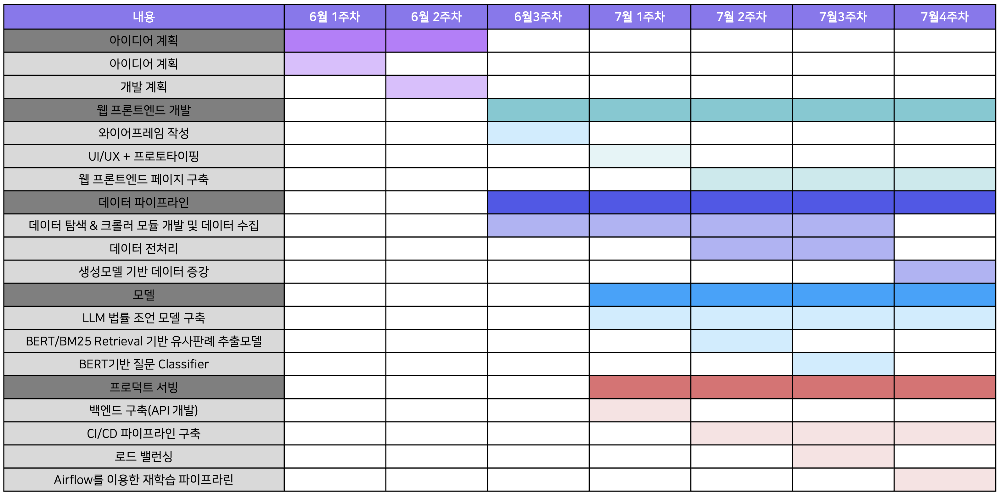 내용 6월 1주차 6월 2주차 6월3주차 7월 1주차 7월 2주차 7월3주차 7월4주차
아이디어 계획
아이디어 계획
개발 계획
웹 프론트엔드 개발
와이어프레임 작성
UI/UX + 프로토타이핑
웹 프론트엔드 페이지 구축
데이터 파이프라인
데이터 탐색 & 크롤러 모듈 개발 및 데이터 수집
데이터 전처리
생성모델 기반 데이터 증강
모델
LLM 법률 조언 모델 구축
BERT/BM25 Retrieval 기반 유사판례 추출모델
BERT기반 질문 Classifier
프로덕트 서빙
백엔드 구축(API 개발)
CI/CD 파이프라인 구축
로드 밸런싱
Airflow를 이용한 재학습 파이프라린